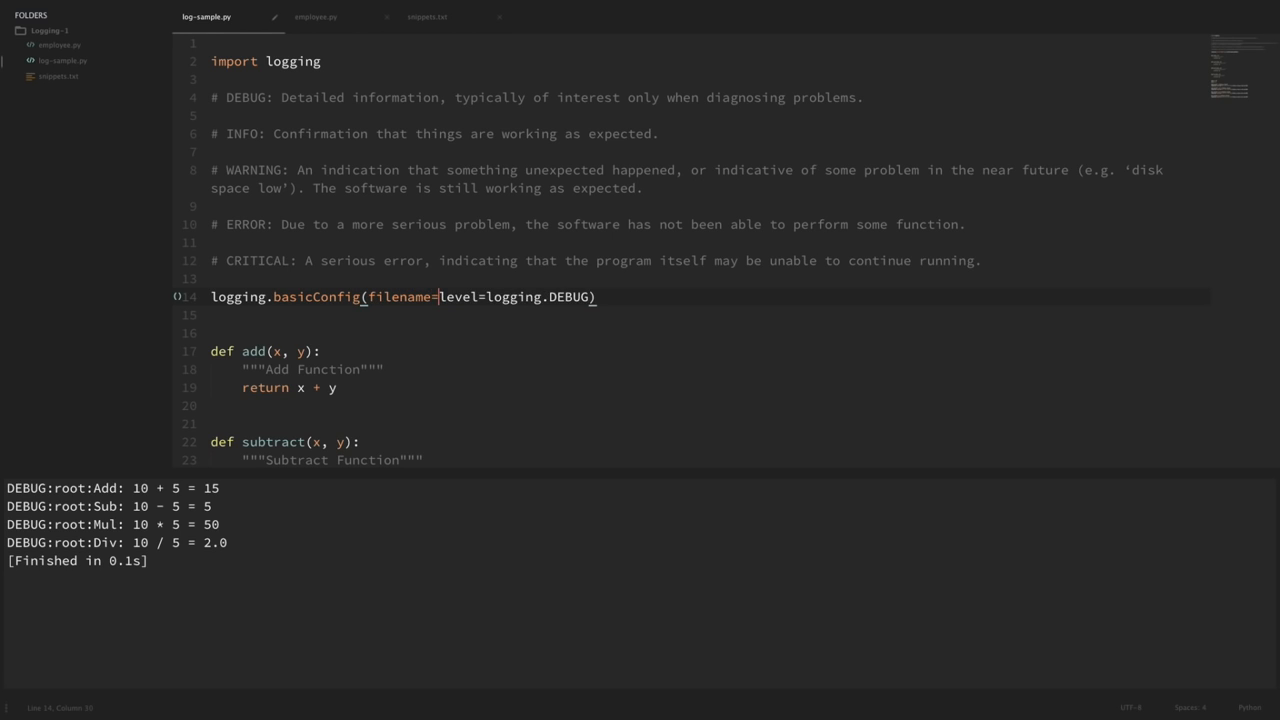 FOLDERS
Logging-1
employee.py
log-sample.py
snippets.txt
log-sample.py employee.py snippets.txt
1
2 import logging
3
4 # DEBUG: Detailed information, typically of interest only when diagnosing problems.
5
6 # INFO: Confirmation that things are working as expected.
7
8 # WARNING: An indication that something unexpected happened, or indicative of some problem in the near future (e.g. ‘disk
space low’). The software is still working as expected.
9
10 # ERROR: Due to a more serious problem, the software has not been able to perform some function.
11
12 # CRITICAL: A serious error, indicating that the program itself may be unable to continue running.
13
14 logging.basicConfig(filename=level=logging.DEBUG)
15
16
17 def add(x, y):
18 """Add Function"""
19 return x + y
20
21
22 def subtract(x, y):
23 """Subtract Function"""
DEBUG:root:Add: 10 + 5 = 15
DEBUG:root:Sub: 10 - 5 = 5
DEBUG:root:Mul: 10 * 5 = 50
DEBUG:root:Div: 10 / 5 = 2.0
[Finished in 0.1s]
Line 14, Column 30 UTF-8 Spaces: 4 Python